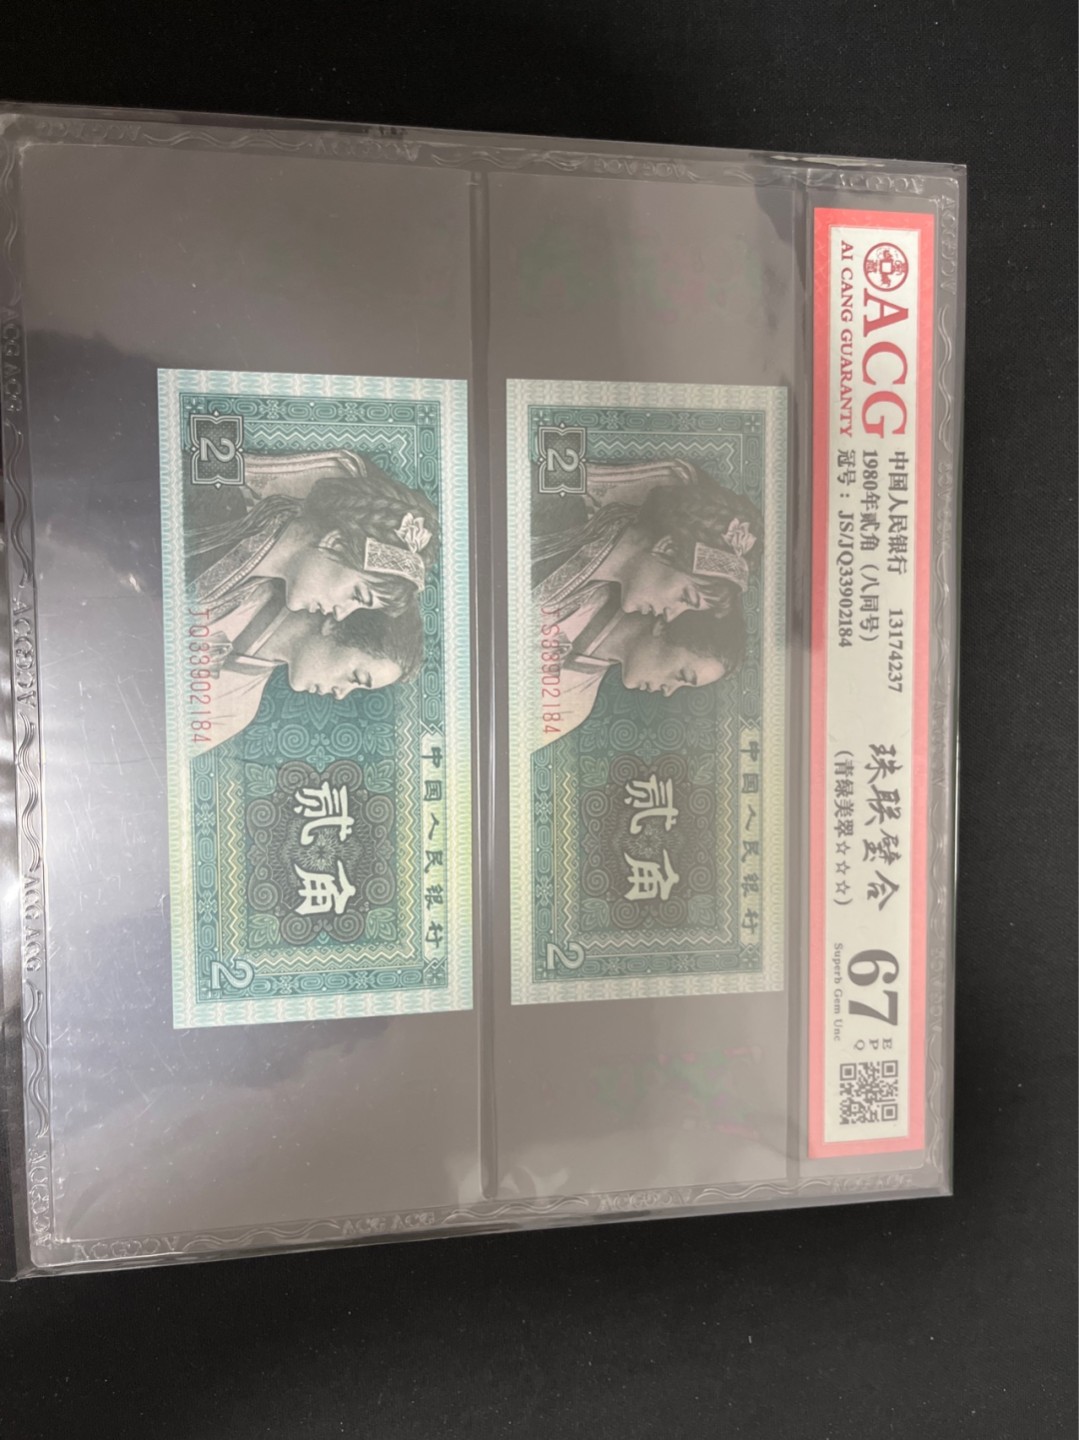 ACG
AI CANG GUARANTY
中国人民银行 13174237
1980年贰角（八同号）
冠号：JS/JQ33902184
珠联璧合
（青绿美翠☆☆☆）
67
EPQ
Superb Gem Unc
2
JS33902184
中国人民银行
贰角
2
2
JQ33902184
中国人民银行
贰角
2